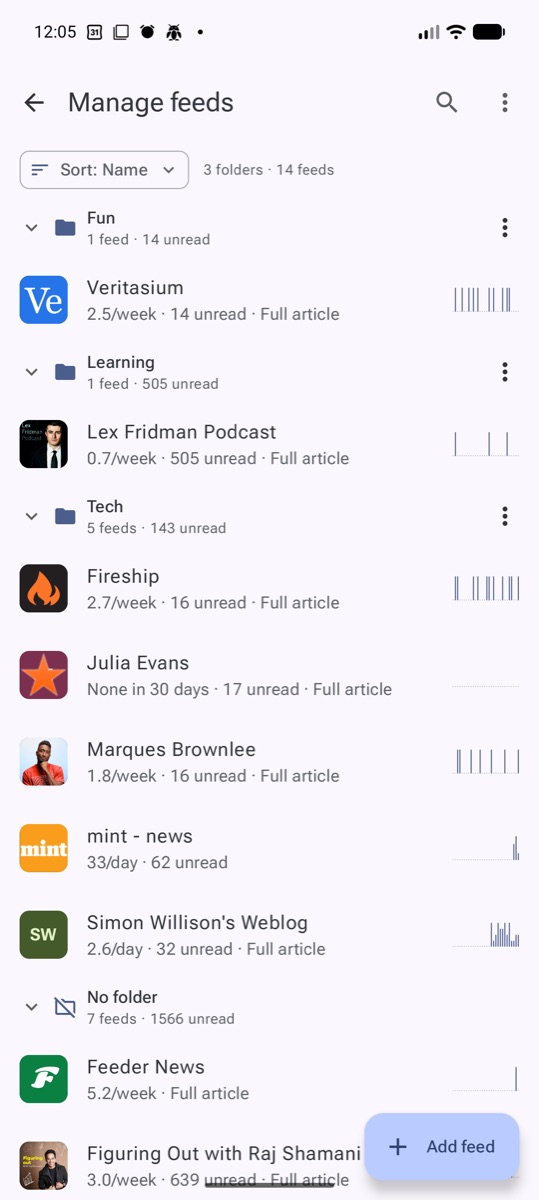 12:05
31
Manage feeds
Sort: Name
3 folders · 14 feeds
Fun
1 feed · 14 unread
Ve
Veritasium
2.5/week · 14 unread · Full article
Learning
1 feed · 505 unread
Lex Fridman Podcast
Lex Fridman Podcast
0.7/week · 505 unread · Full article
Tech
5 feeds · 143 unread
Fireship
2.7/week · 16 unread · Full article
Julia Evans
None in 30 days · 17 unread · Full article
Marques Brownlee
1.8/week · 16 unread · Full article
mint
mint - news
33/day · 62 unread
SW
Simon Willison's Weblog
2.6/day · 32 unread · Full article
No folder
7 feeds · 1566 unread
Feeder News
5.2/week · Full article
Figuring out
Figuring Out with Raj Shamani
3.0/week · 639 unread · Full article
Add feed